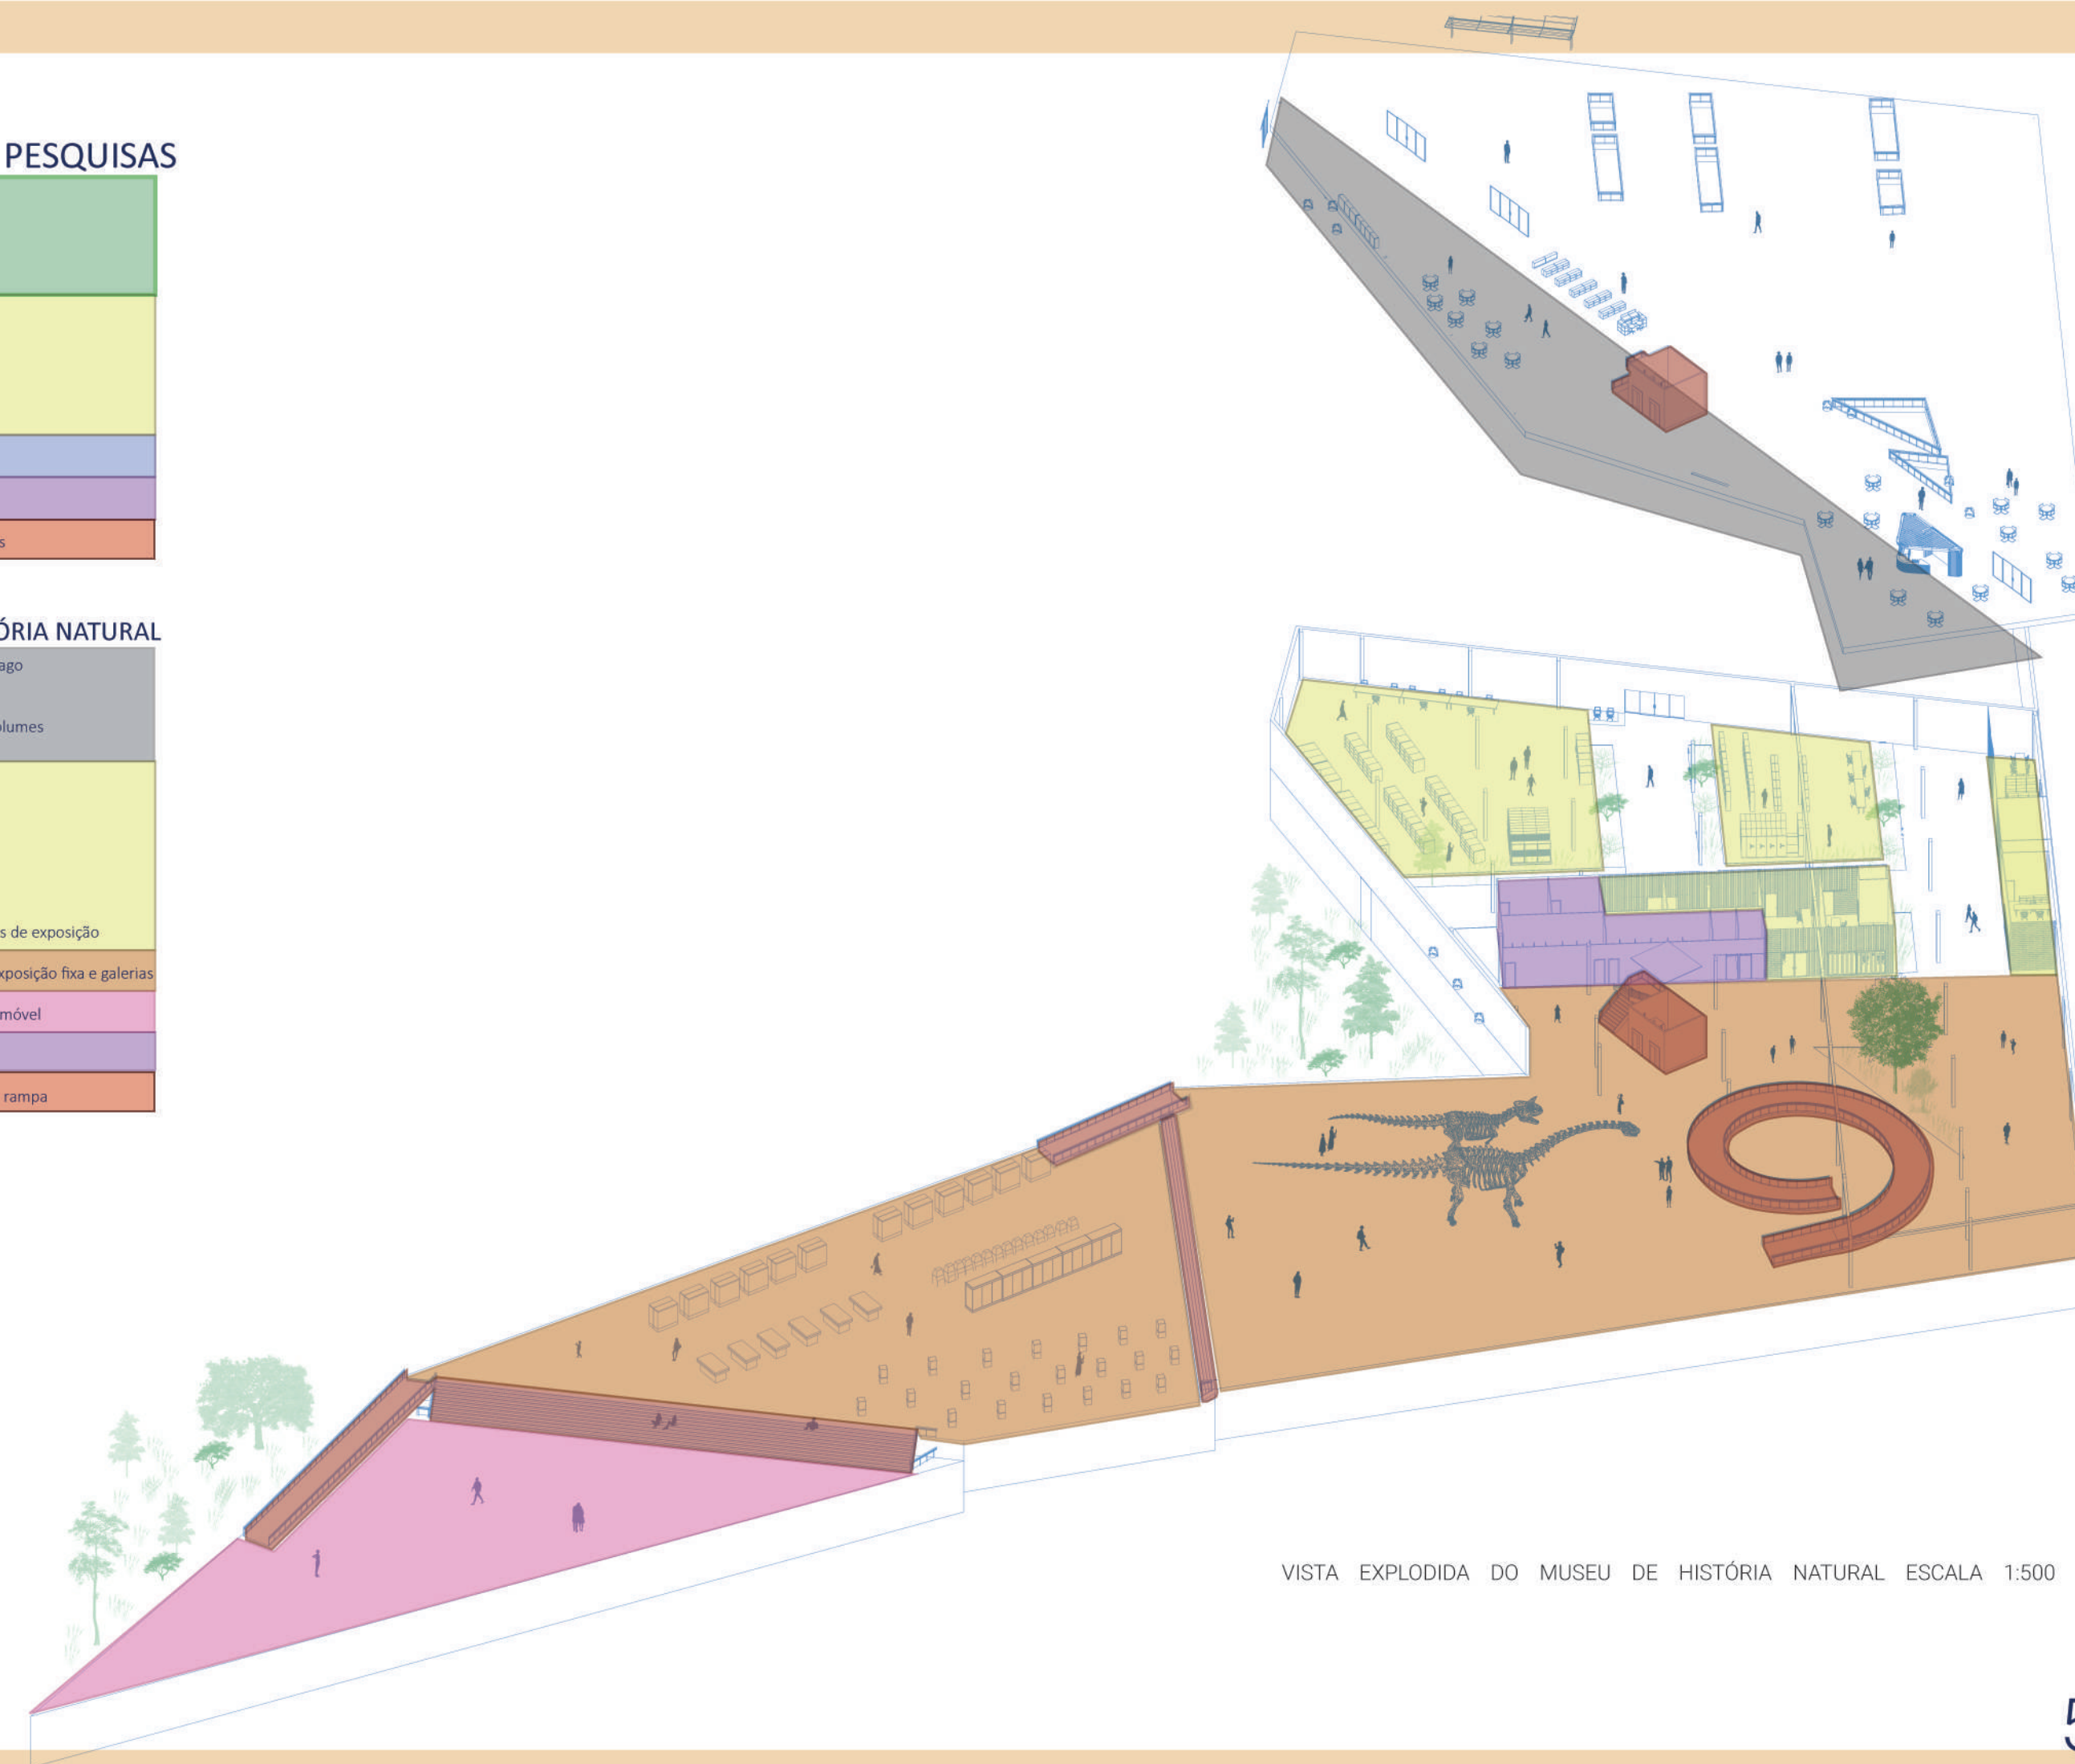 PESQUISAS
s
ÓRIA NATURAL
ago
olumes
s de exposição
xposição fixa e galerias
móvel
rampa
VISTA EXPLODIDA DO MUSEU DE HISTÓRIA NATURAL ESCALA 1:500